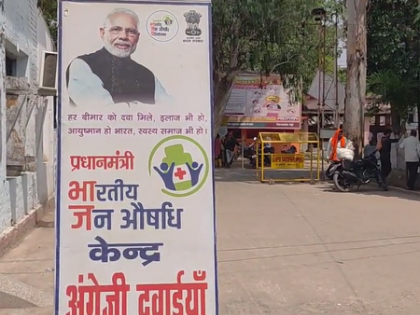 हर बीमार को दवा मिले, इलाज भी हो,
आयुष्मान हो भारत, स्वस्थ समाज भी हो।
प्रधानमंत्री
भारतीय
जन औषधि
केन्द्र
अंग्रेजी दवाईयाँ